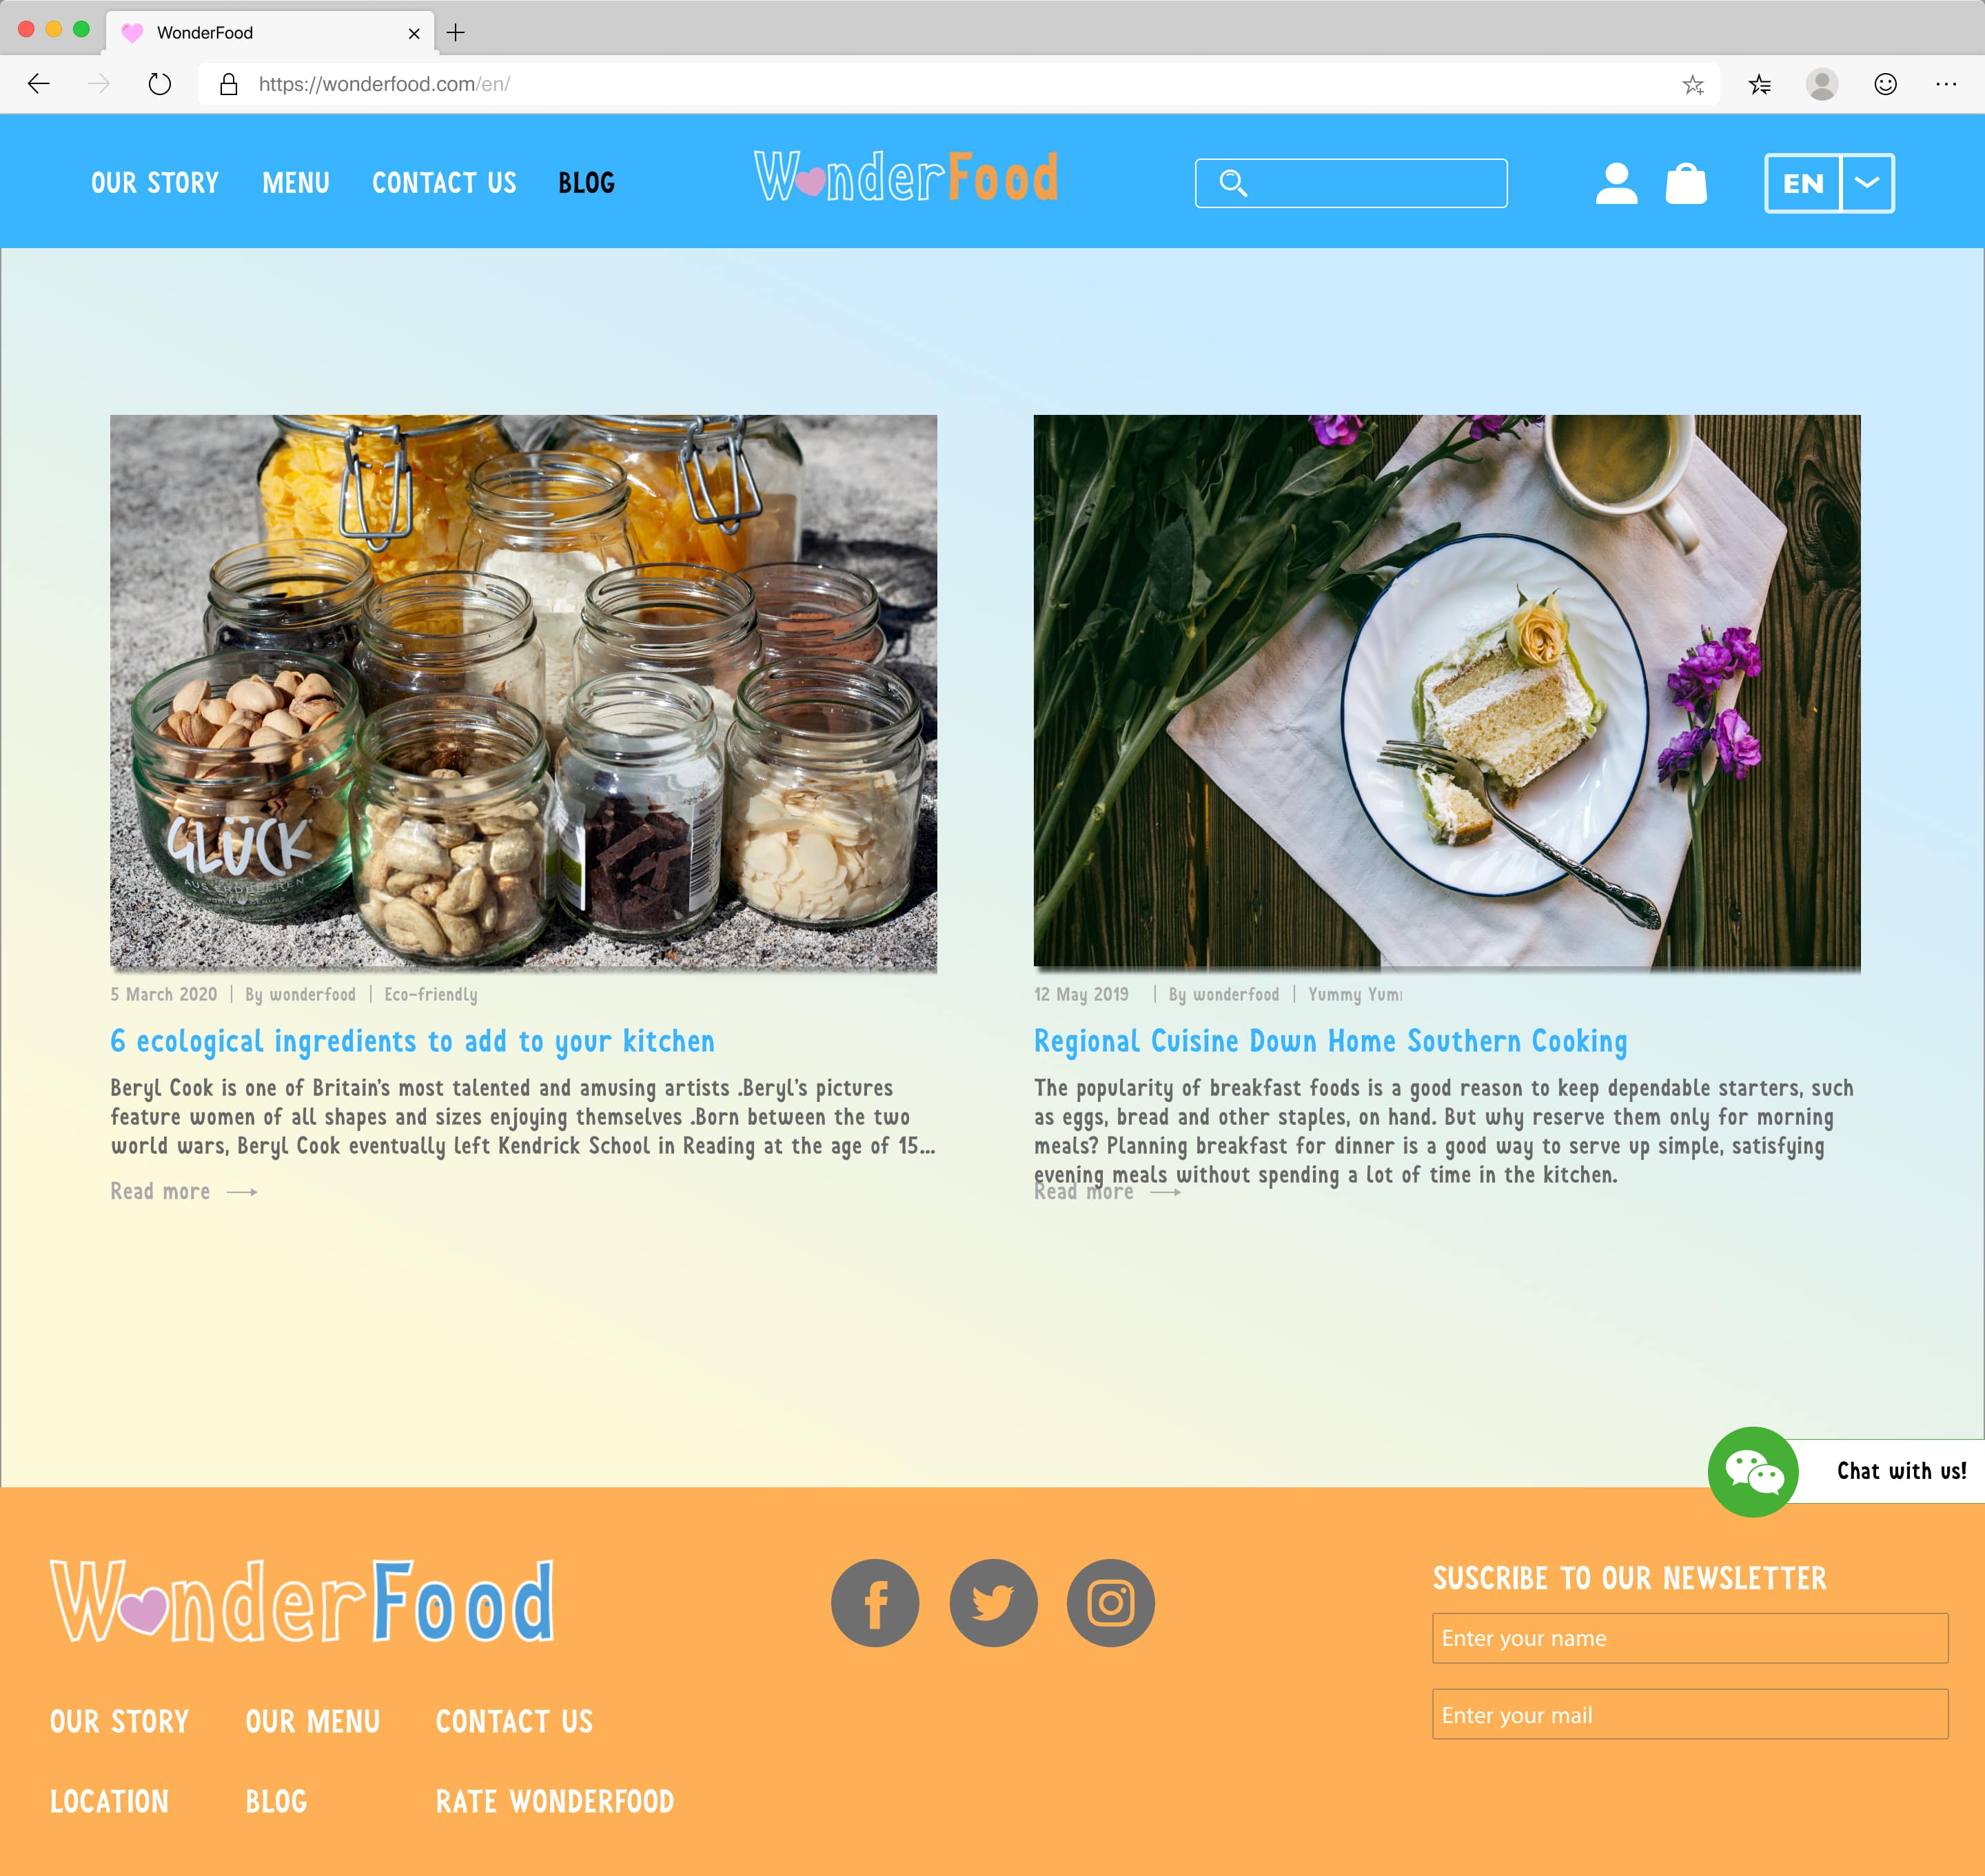 WonderFood
https://wonderfood.com/en/
OUR STORY MENU CONTACT US BLOG
WonderFood
EN
GLÜCK
AUS ERDBEEREN
5 March 2020 | By wonderfood | Eco-friendly
6 ecological ingredients to add to your kitchen
Beryl Cook is one of Britain's most talented and amusing artists .Beryl's pictures
feature women of all shapes and sizes enjoying themselves .Born between the two
world wars, Beryl Cook eventually left Kendrick School in Reading at the age of 15...
Read more
12 May 2019 | By wonderfood | Yummy
Regional Cuisine Down Home Southern Cooking
The popularity of breakfast foods is a good reason to keep dependable starters, such
as eggs, bread and other staples, on hand. But why reserve them only for morning
meals? Planning breakfast for dinner is a good way to serve up simple, satisfying
evening meals without spending a lot of time in the kitchen.
Read more
Chat with us!
WonderFood
OUR STORY OUR MENU CONTACT US
LOCATION BLOG RATE WONDERFOOD
SUSCRIBE TO OUR NEWSLETTER
Enter your name
Enter your mail